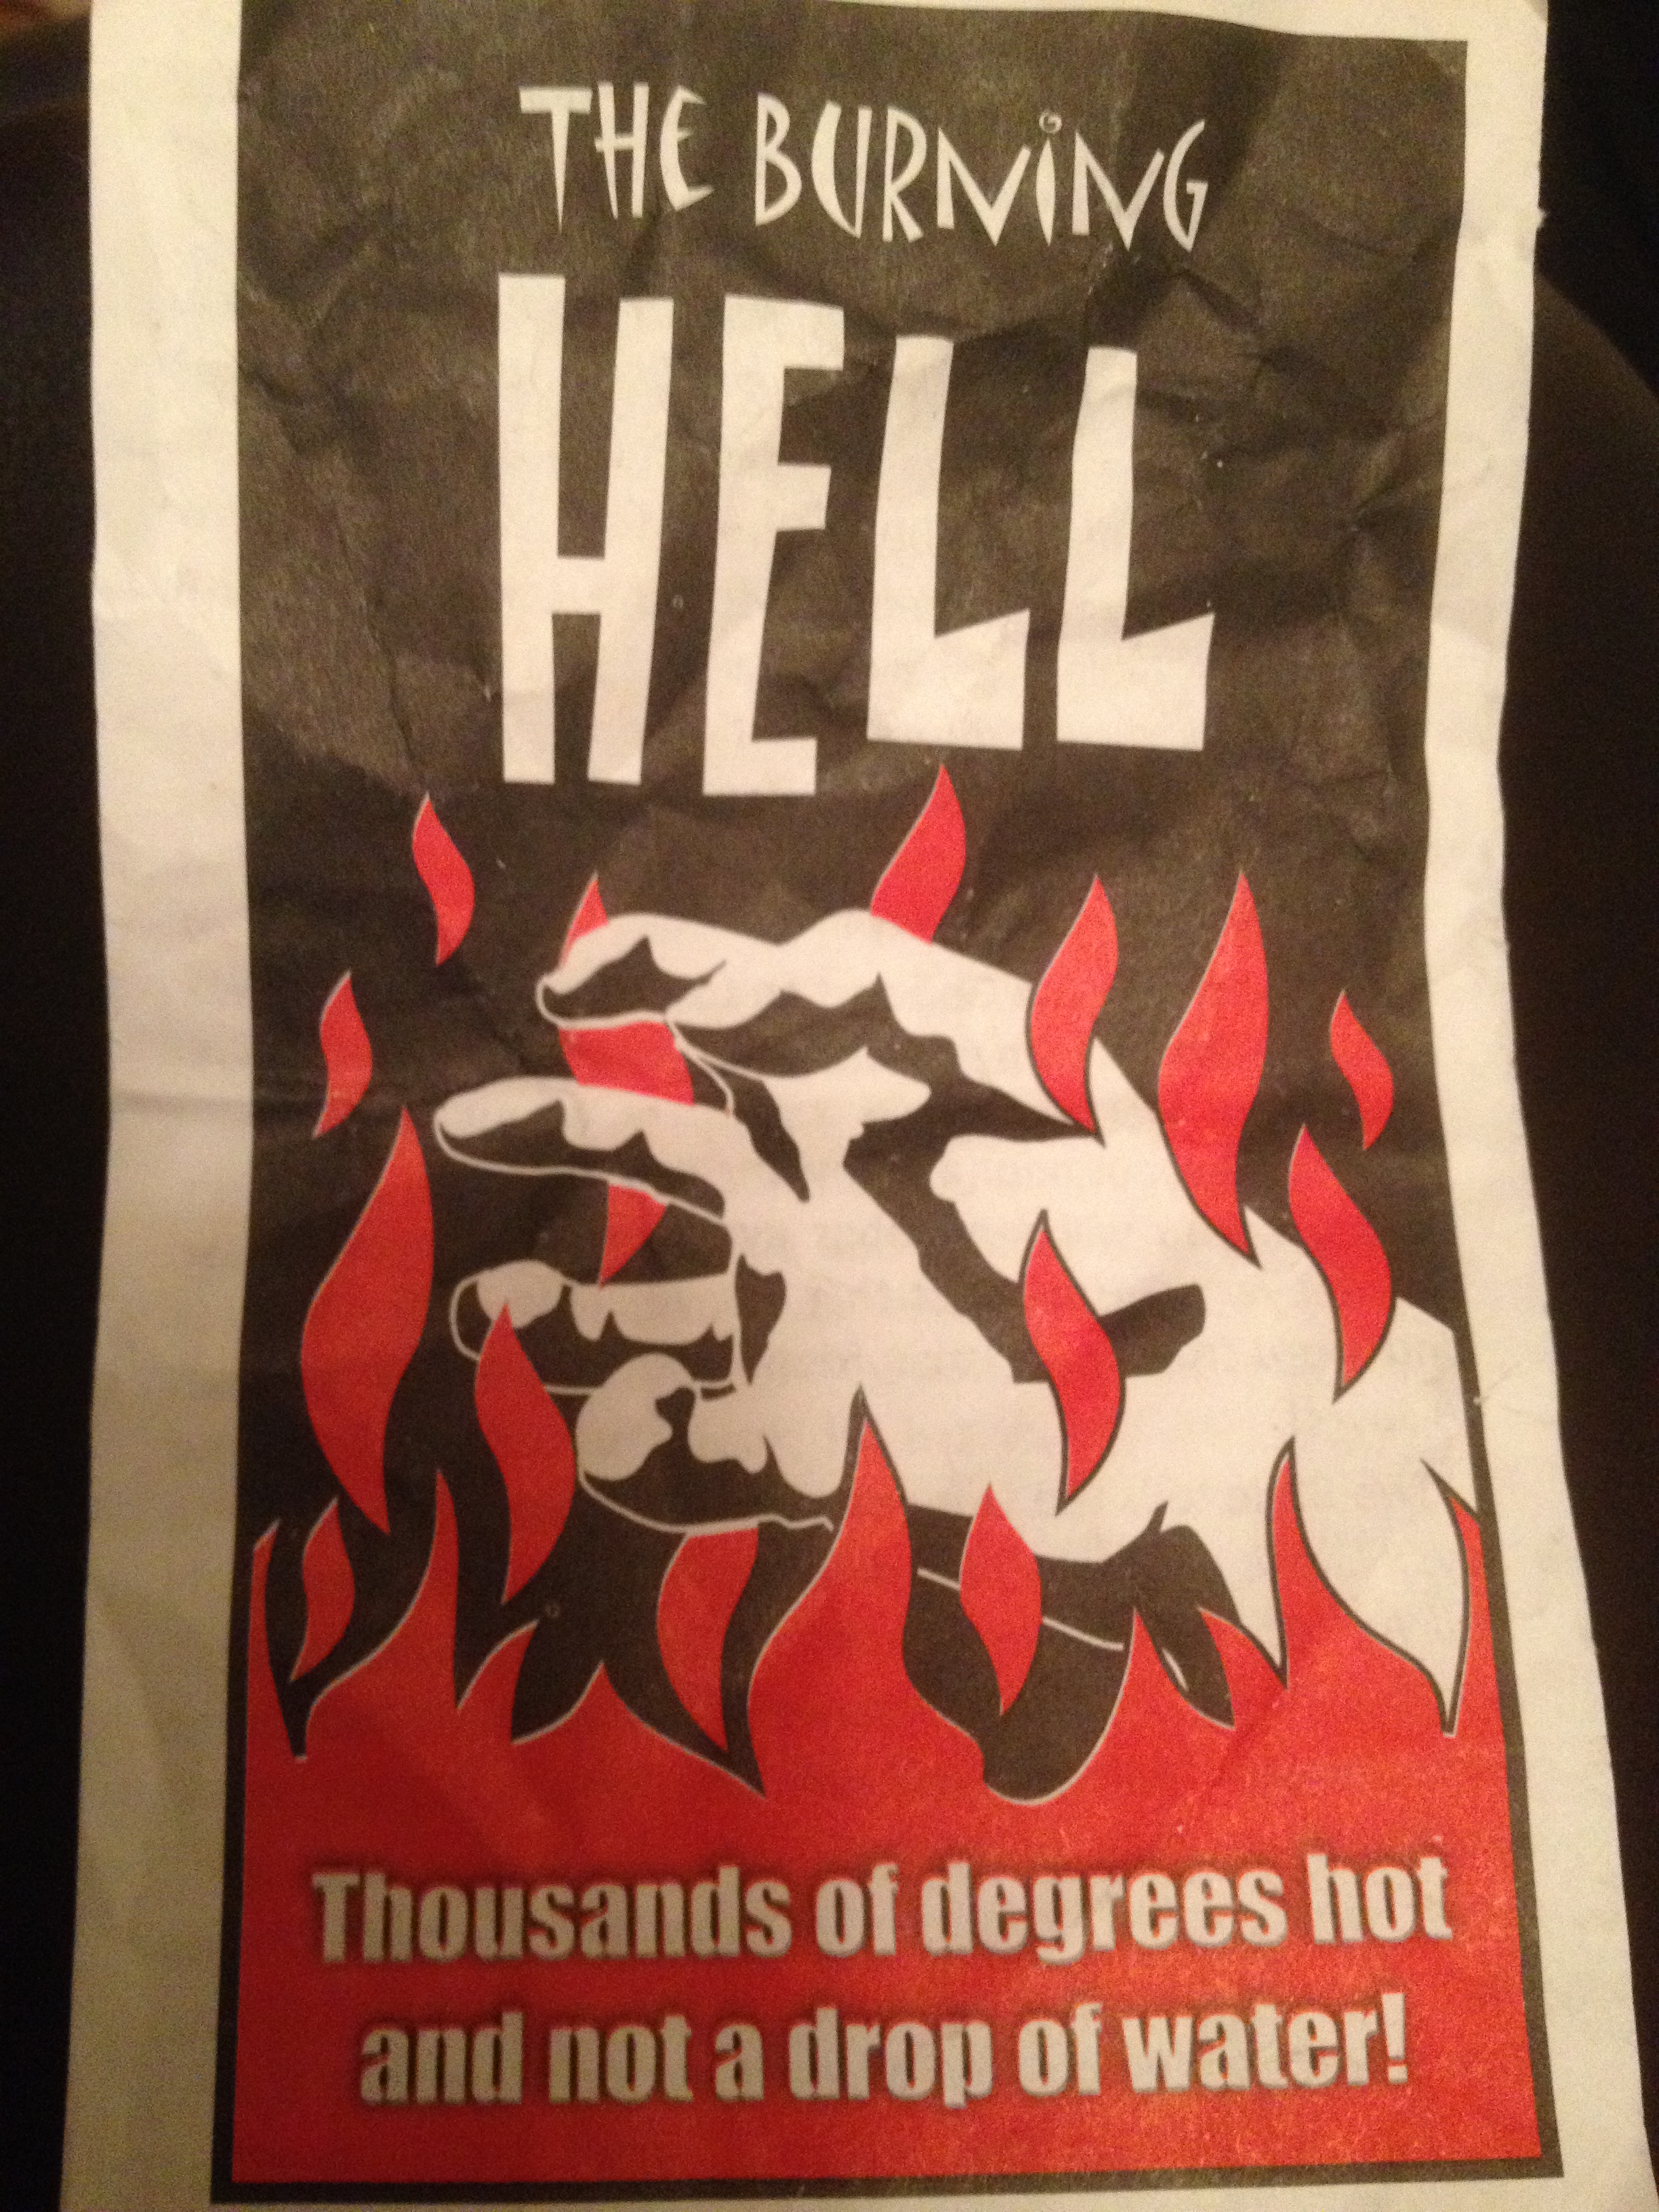 THE BURNiNG
HELL
Thousands of degrees hot
and not a drop of water!